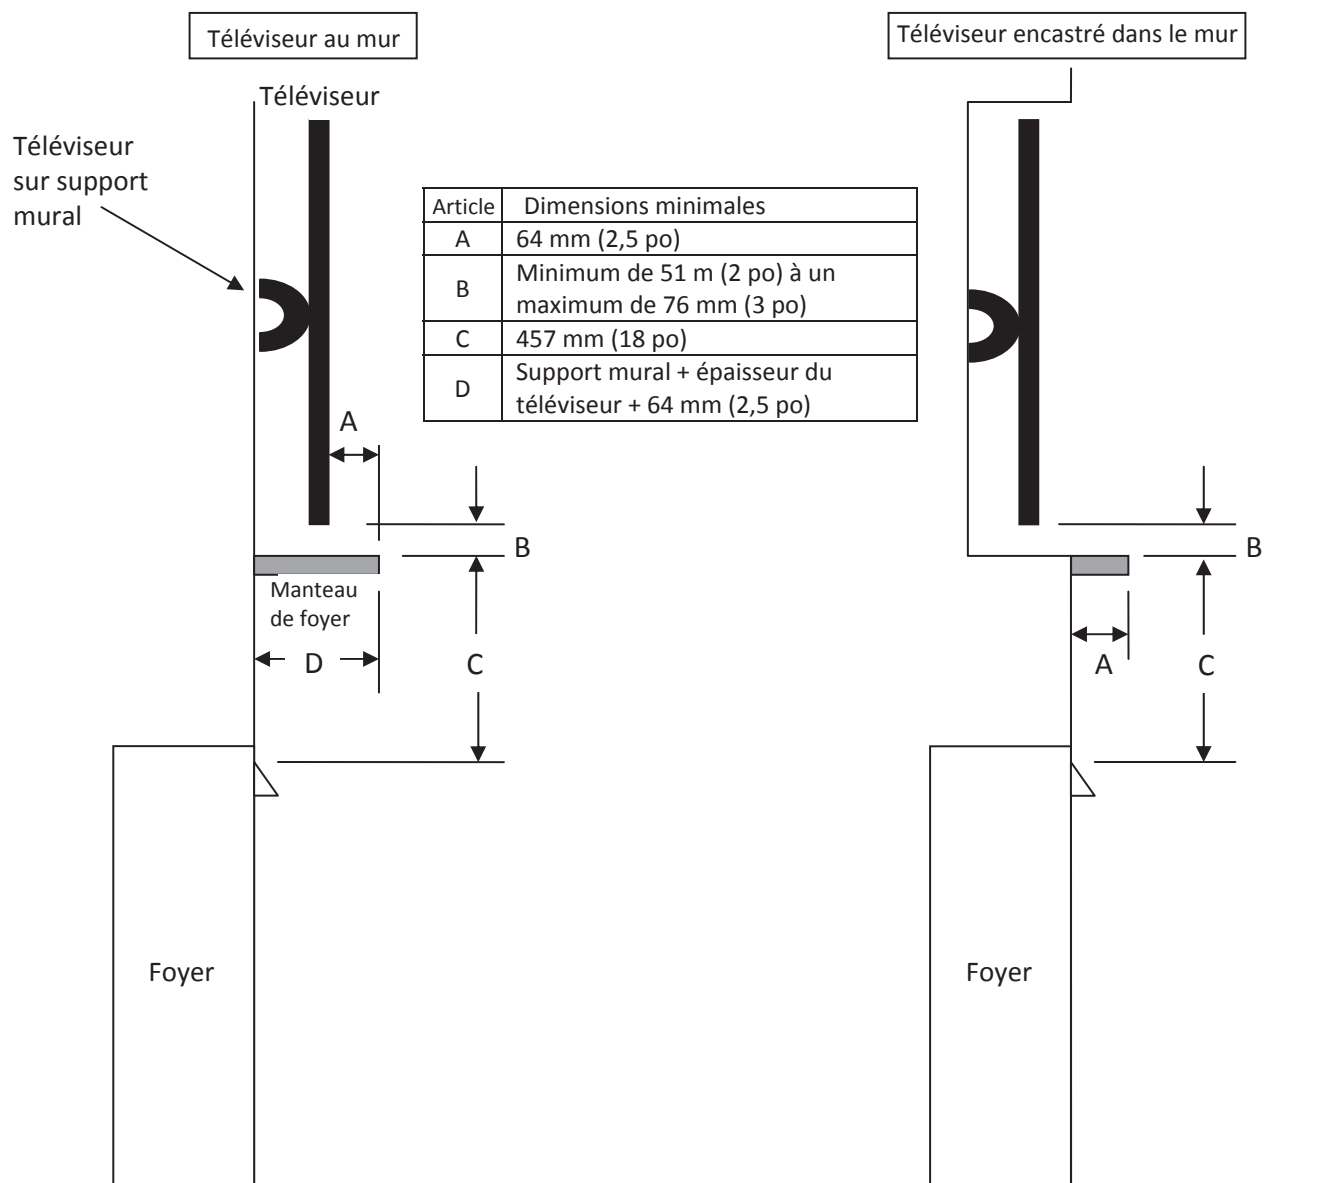 Téléviseur au mur
Téléviseur encastré dans le mur
Téléviseur
Téléviseur
sur support
mural
Article Dimensions minimales
A 64 mm (2,5 po)
B Minimum de 51 m (2 po) à un
maximum de 76 mm (3 po)
C 457 mm (18 po)
D Support mural + épaisseur du
téléviseur + 64 mm (2,5 po)
A
B
Manteau
de foyer
D
C
B
A
C
Foyer
Foyer